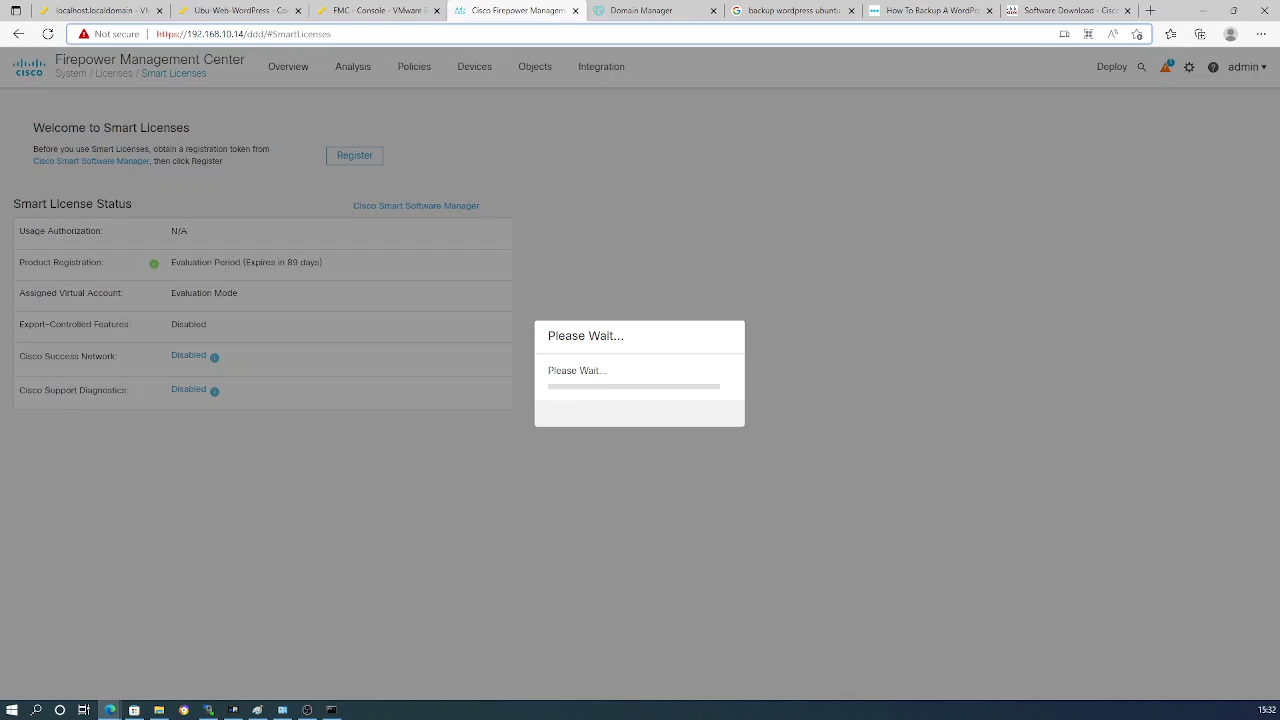 localhost.localdomain - VM
Ubu-Web-WordPress - Con
FMC - Console - VMware E
Cisco Firepower Managem
Domain Manager
backup wordpress ubuntu
How To Backup A WordPre
Software Download - Cisco
Not secure
https://192.168.10.14/ddd/#SmartLicenses
CISCO
Firepower Management Center
System / Licenses / Smart Licenses
Overview
Analysis
Policies
Devices
Objects
Integration
Deploy
admin
Welcome to Smart Licenses
Before you use Smart Licenses, obtain a registration token from
Cisco Smart Software Manager, then click Register
Register
Smart License Status
Cisco Smart Software Manager
Usage Authorization: N/A
Product Registration: Evaluation Period (Expires in 89 days)
Assigned Virtual Account: Evaluation Mode
Export-Controlled Features: Disabled
Cisco Success Network: Disabled
Cisco Support Diagnostics: Disabled
Please Wait...
Please Wait...
15:32